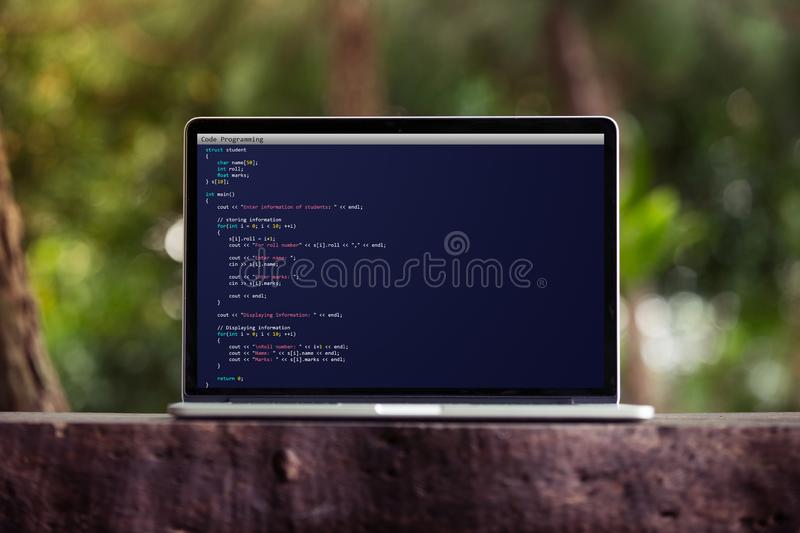 Code Programming
struct student
{
char name[50];
int roll;
float marks;
} s[10];
int main()
{
cout << "Enter information of students: " << endl;
// storing information
for(int i = 0; i < 10; ++i)
{
s[i].roll = i+1;
cout << "For roll number" << s[i].roll << "," << endl;
cout << "Enter name: ";
cin >> s[i].name;
cout << "Enter marks: ";
cin >> s[i].marks;
cout << endl;
}
cout << "Displaying Information: " << endl;
// Displaying information
for(int i = 0; i < 10; ++i)
{
cout << "\nRoll number: " << i+1 << endl;
cout << "Name: " << s[i].name << endl;
cout << "Marks: " << s[i].marks << endl;
}
return 0;
}
dreamstime